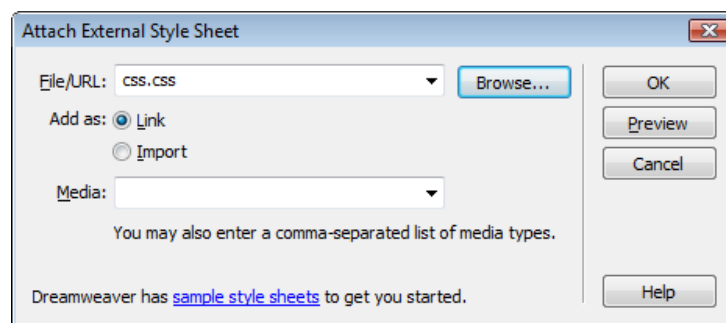 Attach External Style Sheet
File/URL: css.css Browse... OK
Add as: Link Preview
Import Cancel
Media:
You may also enter a comma-separated list of media types.
Dreamweaver has sample style sheets to get you started. Help